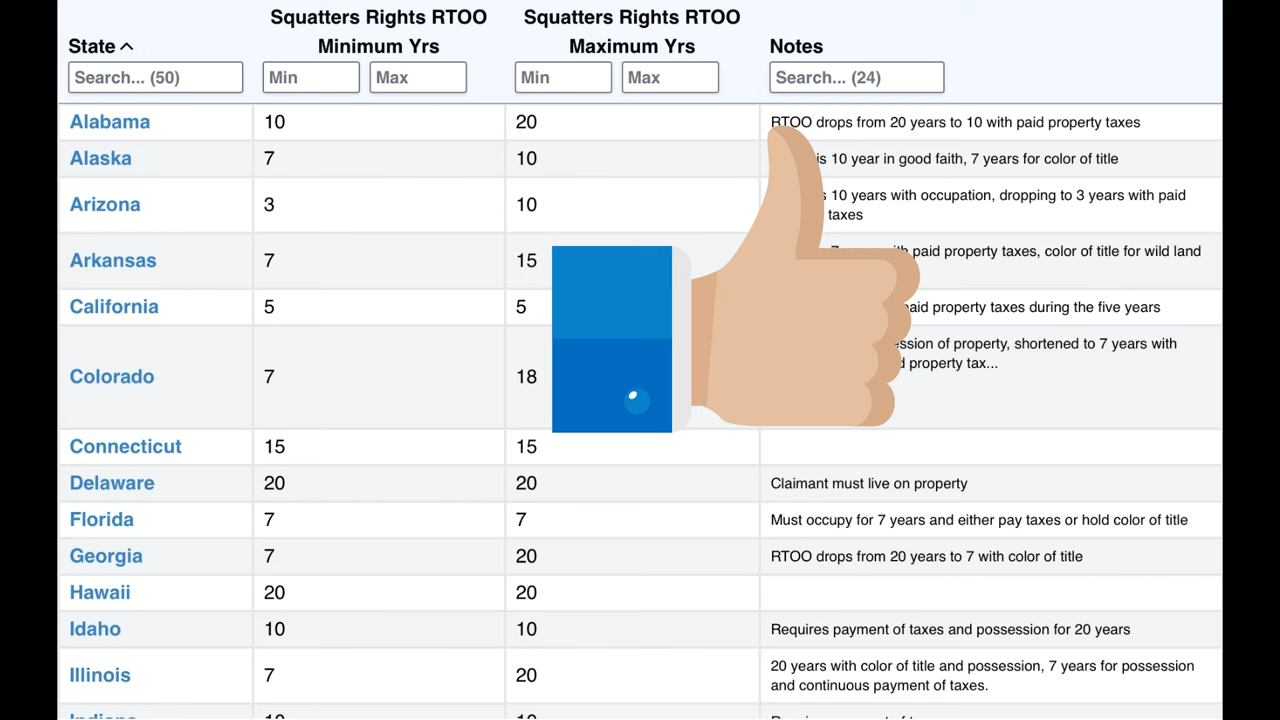 Squatters Rights RTOO Squatters Rights RTOO
State Minimum Yrs Maximum Yrs Notes
Search... (50) Min Max Min Max Search... (24)
Alabama 10 20 RTOO drops from 20 years to 10 with paid property taxes
Alaska 7 10 is 10 year in good faith, 7 years for color of title
Arizona 3 10 10 years with occupation, dropping to 3 years with paid
taxes
Arkansas 7 15 paid property taxes, color of title for wild land
California 5 5 paid property taxes during the five years
of property, shortened to 7 years with
Colorado 7 18 property tax...
Connecticut 15 15
Delaware 20 20 Claimant must live on property
Florida 7 7 Must occupy for 7 years and either pay taxes or hold color of title
Georgia 7 20 RTOO drops from 20 years to 7 with color of title
Hawaii 20 20
Idaho 10 10 Requires payment of taxes and possession for 20 years
Illinois 7 20 20 years with color of title and possession, 7 years for possession
and continuous payment of taxes.